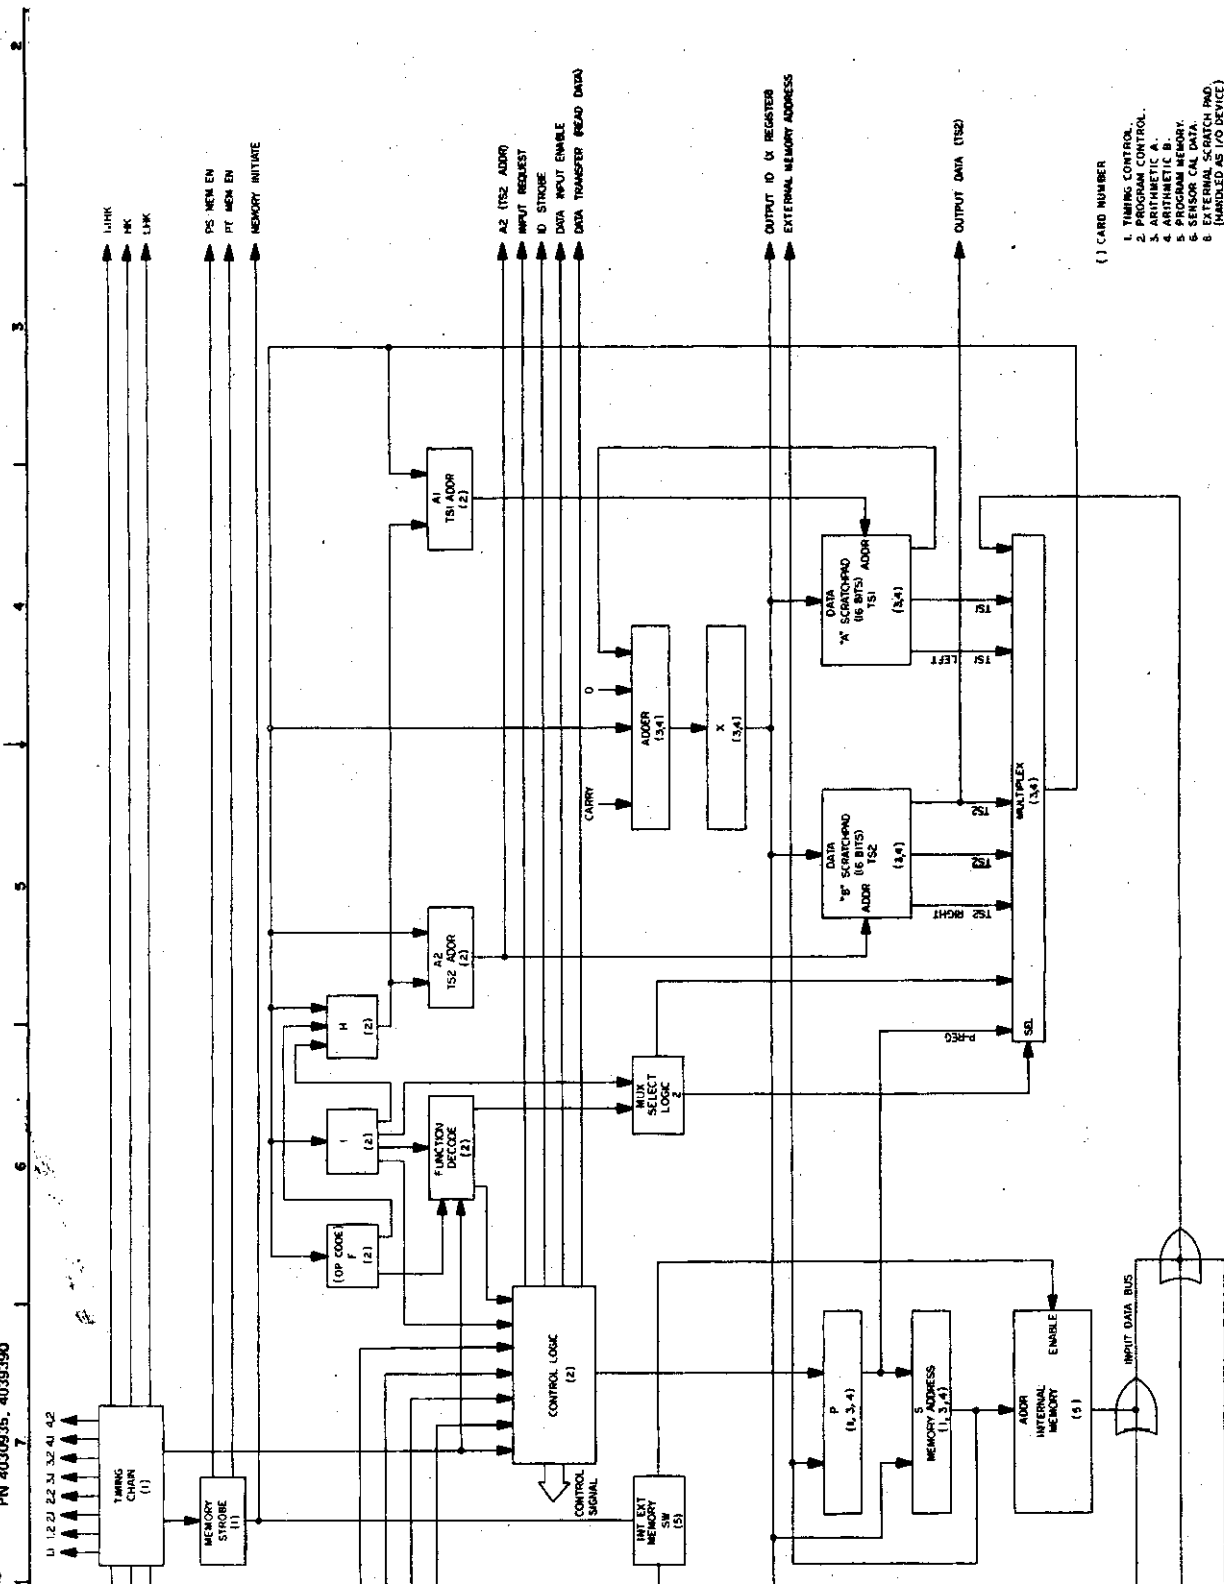 PN 4030935, 4039390
2
3
4
5
6
7
1.1 1.2 2.1 2.2 3.1 3.2 4.1 4.2
TIMING
CHAIN
(1)
MEMORY
STROBE
(1)
HK
LHK
PS MEM EN
PT MEM EN
MEMORY INITIATE
A2 (TS2 ADDR)
INPUT REQUEST
ID STROBE
DATA INPUT ENABLE
DATA TRANSFER (READ DATA)
OUTPUT ID (X REGISTER)
EXTERNAL MEMORY ADDRESS
OUTPUT DATA (TS2)
(OP CODE)
F
(2)
I
(2)
H
(2)
FUNCTION
DECODE
(2)
A2
TS2 ADDR
(2)
A1
TS1 ADDR
(2)
CONTROL LOGIC
(2)
CONTROL
SIGNAL
INT EXT
MEMORY
SW
(5)
MUX
SELECT
LOGIC
2
CARRY
0
ADDER
(3,4)
X
(3,4)
DATA
"B" SCRATCHPAD
(16 BITS)
TS2
ADDR
(3,4)
DATA
"A" SCRATCHPAD
(16 BITS)
TS1
ADDR
(3,4)
P
(1, 3, 4)
S
MEMORY ADDRESS
(1, 3, 4)
ADDR
INTERNAL
MEMORY
(5)
ENABLE
INPUT DATA BUS
P-REG
TS2 RIGHT
TS2
TS2
TS1 LEFT
TS1
SEL
MULTIPLEX
(3,4)
( ) CARD NUMBER
1. TIMING CONTROL.
2. PROGRAM CONTROL.
3. ARITHMETIC A.
4. ARITHMETIC B.
5. PROGRAM MEMORY.
6. SENSOR CAL DATA.
8 EXTERNAL SCRATCH PAD
(HANDLED AS I/O DEVICE)